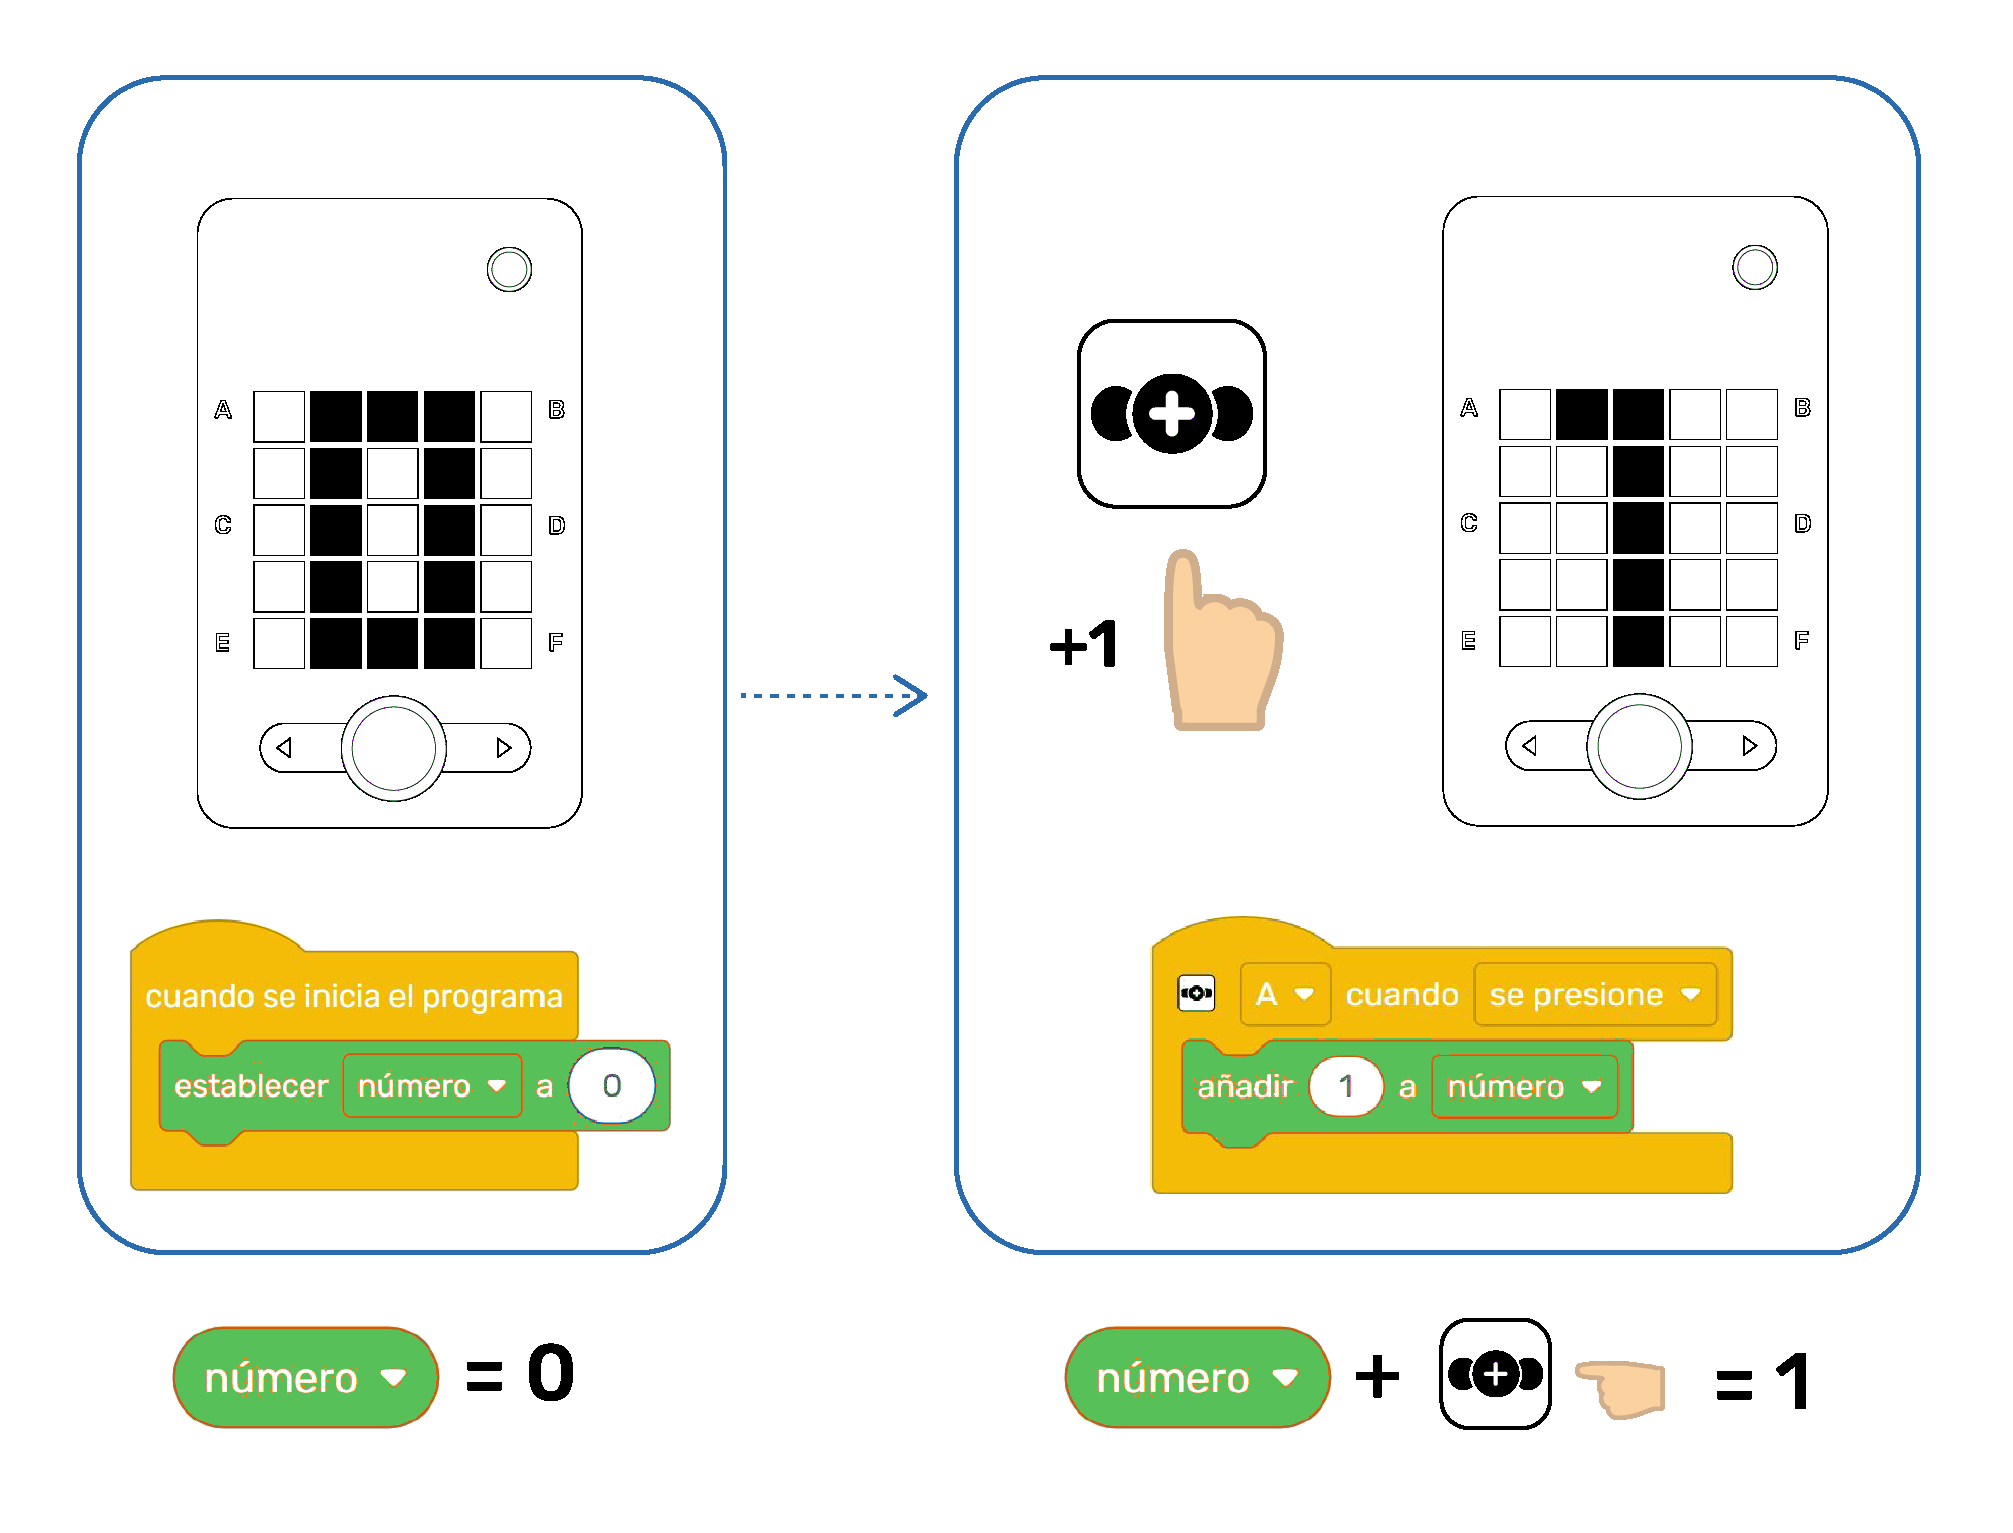 A B
C D
E F
cuando se inicia el programa
establecer número a 0
número = 0
+1
A B
C D
E F
A cuando se presione
añadir 1 a número
número + = 1